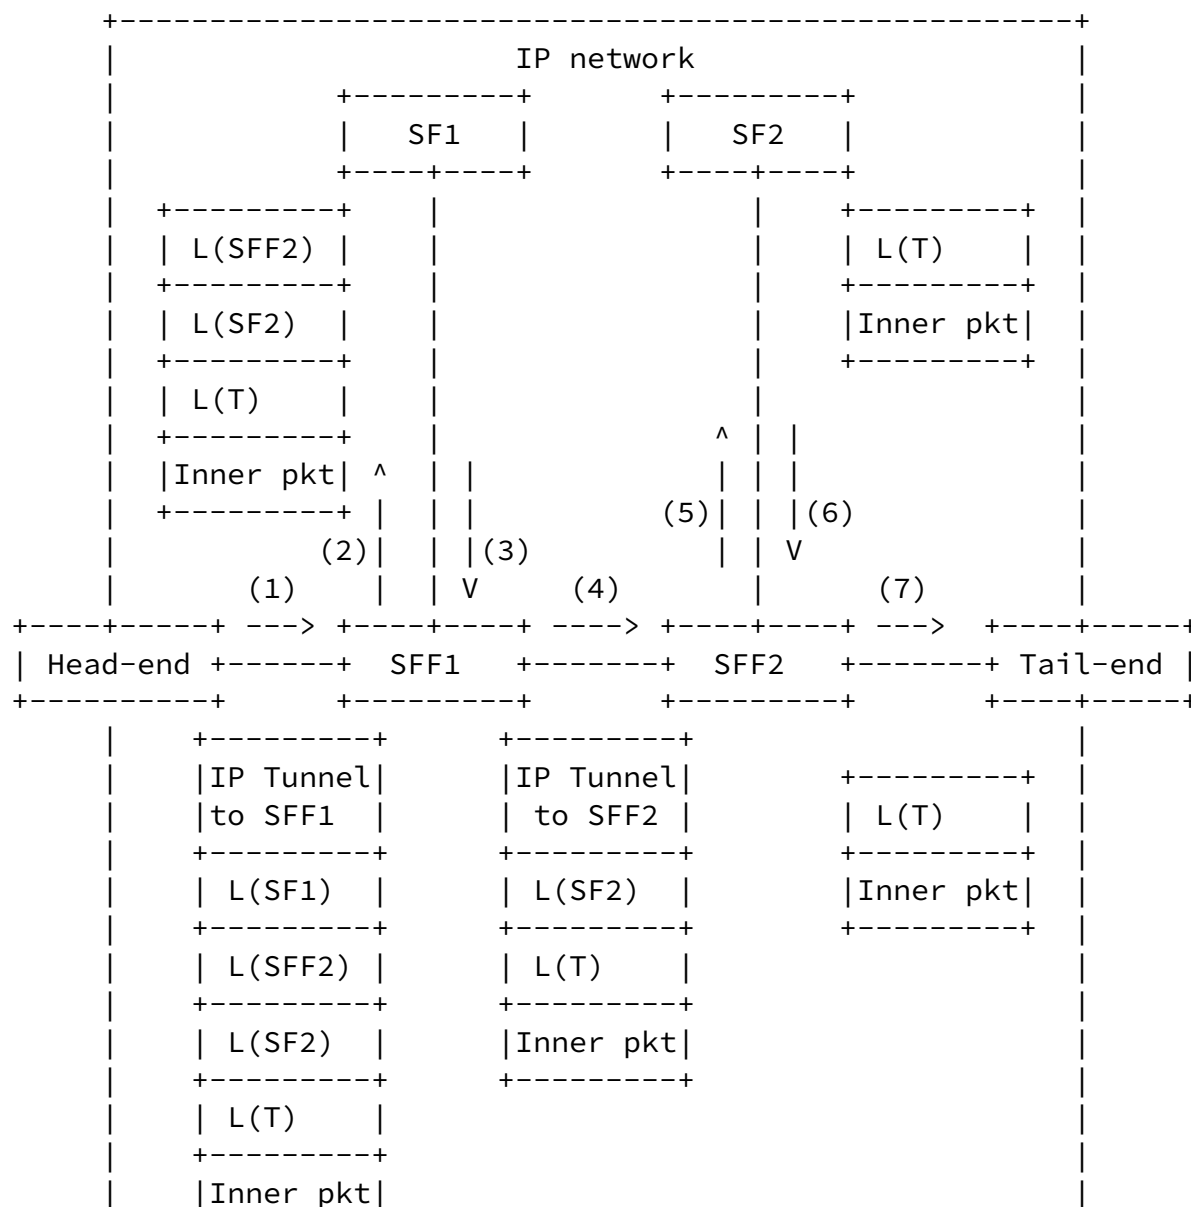 IP network
SF1 SF2
L(SFF2) L(T)
L(SF2) Inner pkt
L(T)
^
Inner pkt ^
(5) (6)
(2) (3) V
(1) V (4) (7)
---> ----> --->
Head-end SFF1 SFF2 Tail-end
IP Tunnel IP Tunnel
to SFF1 to SFF2 L(T)
L(SF1) L(SF2) Inner pkt
L(SFF2) L(T)
L(SF2) Inner pkt
L(T)
Inner pkt